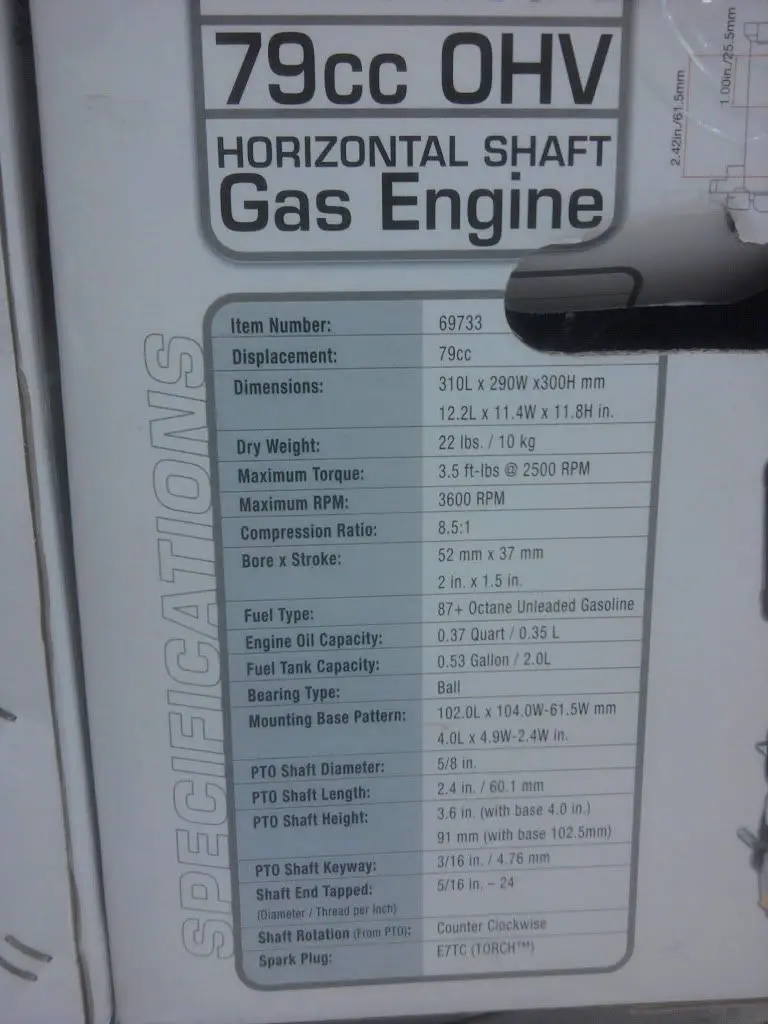 79cc OHV
HORIZONTAL SHAFT
Gas Engine
2.42in./61.5mm
1.00in./25.5mm
SPECIFICATIONS
Item Number: 69733
Displacement: 79cc
Dimensions: 310L x 290W x300H mm
12.2L x 11.4W x 11.8H in.
Dry Weight: 22 lbs. / 10 kg
Maximum Torque: 3.5 ft-lbs @ 2500 RPM
Maximum RPM: 3600 RPM
Compression Ratio: 8.5:1
Bore x Stroke: 52 mm x 37 mm
2 in. x 1.5 in.
Fuel Type: 87+ Octane Unleaded Gasoline
Engine Oil Capacity: 0.37 Quart / 0.35 L
Fuel Tank Capacity: 0.53 Gallon / 2.0L
Bearing Type: Ball
Mounting Base Pattern: 102.0L x 104.0W-61.5W mm
4.0L x 4.9W-2.4W in.
PTO Shaft Diameter: 5/8 in.
PTO Shaft Length: 2.4 in. / 60.1 mm
PTO Shaft Height: 3.6 in. (with base 4.0 in.)
91 mm (with base 102.5mm)
PTO Shaft Keyway: 3/16 in. / 4.76 mm
Shaft End Tapped: 5/16 in. – 24
(Diameter / Thread per Inch)
Shaft Rotation (From PTO): Counter Clockwise
Spark Plug: E7TC (TORCH™)